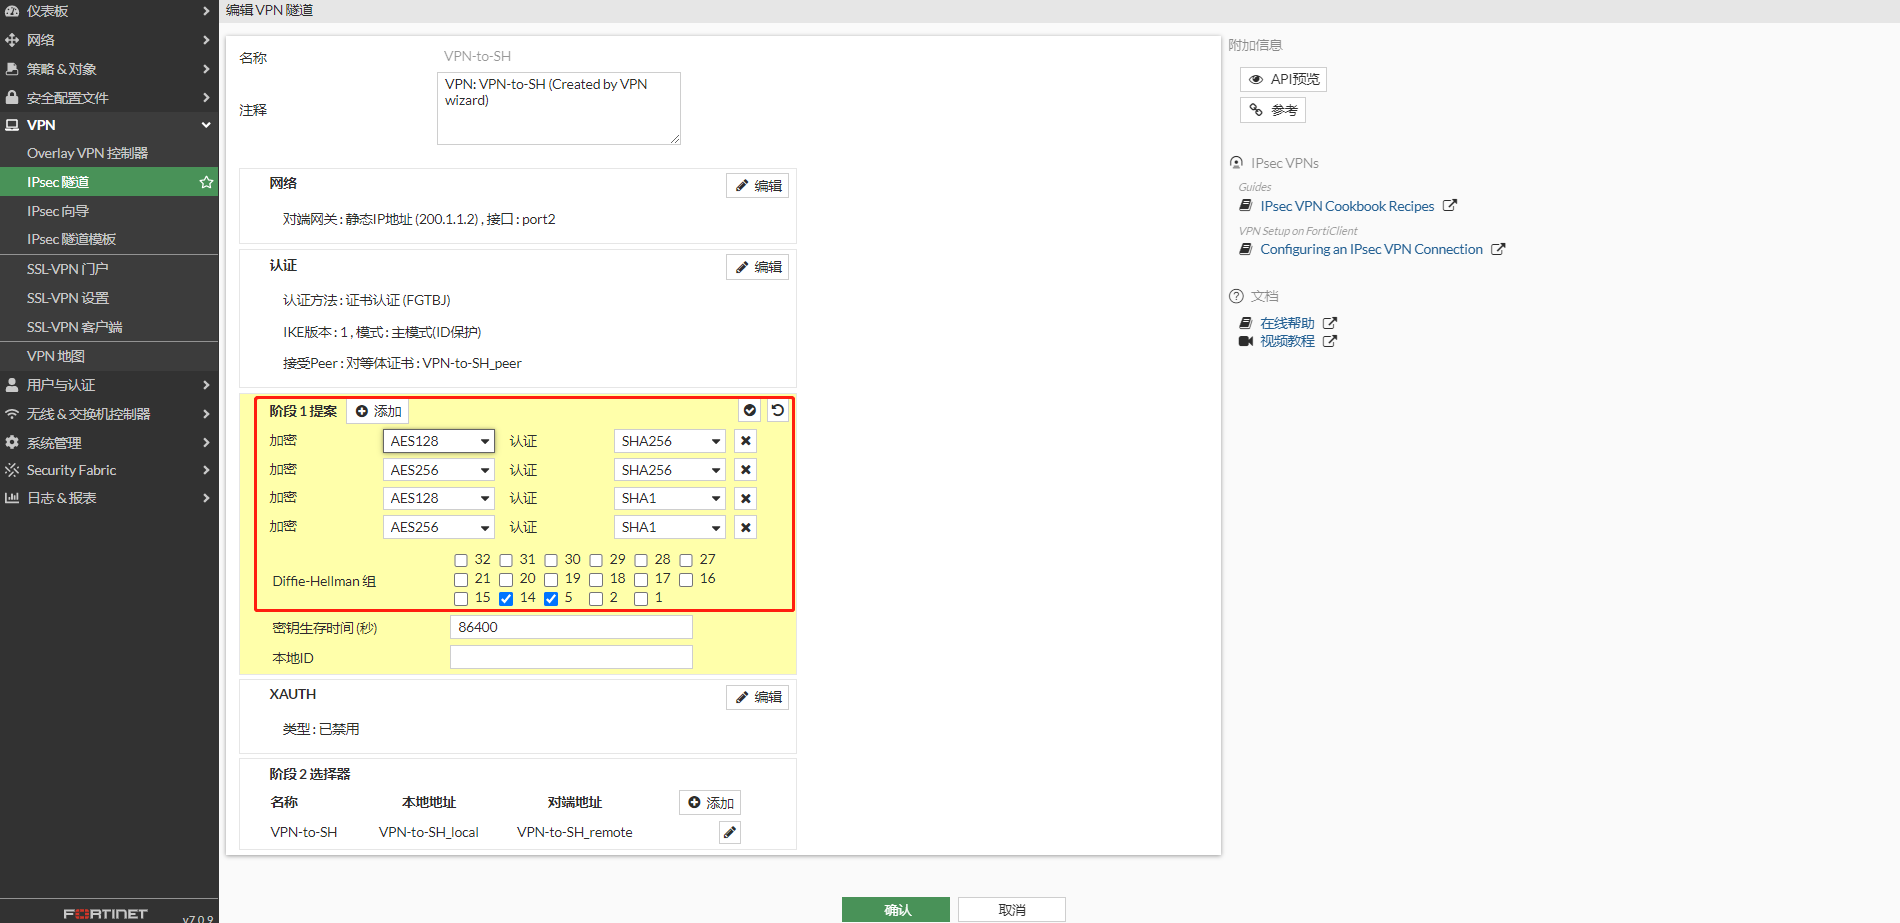 仪表板
网络
策略 & 对象
安全配置文件
VPN
Overlay VPN 控制器
IPsec 隧道
IPsec 向导
IPsec 隧道模板
SSL-VPN 门户
SSL-VPN 设置
SSL-VPN 客户端
VPN 地图
用户与认证
无线 & 交换机控制器
系统管理
Security Fabric
日志 & 报表
FORTINET
v7.0.9
编辑 VPN 隧道
名称 VPN-to-SH
注释 VPN: VPN-to-SH (Created by VPN
wizard)
网络 编辑
对端网关 : 静态IP地址 (200.1.1.2) , 接口 : port2
认证 编辑
认证方法 : 证书认证 (FGTBJ)
IKE版本 : 1 , 模式 : 主模式(ID保护)
接受Peer : 对等体证书 : VPN-to-SH_peer
阶段 1 提案 添加
加密 AES128 认证 SHA256
加密 AES256 认证 SHA256
加密 AES128 认证 SHA1
加密 AES256 认证 SHA1
32 31 30 29 28 27
Diffie-Hellman 组 21 20 19 18 17 16
15 14 5 2 1
密钥生存时间 (秒) 86400
本地ID
XAUTH 编辑
类型 : 已禁用
阶段 2 选择器
名称 本地地址 对端地址 添加
VPN-to-SH VPN-to-SH_local VPN-to-SH_remote
确认 取消
附加信息
API预览
参考
IPsec VPNs
Guides
IPsec VPN Cookbook Recipes
VPN Setup on FortiClient
Configuring an IPsec VPN Connection
文档
在线帮助
视频教程